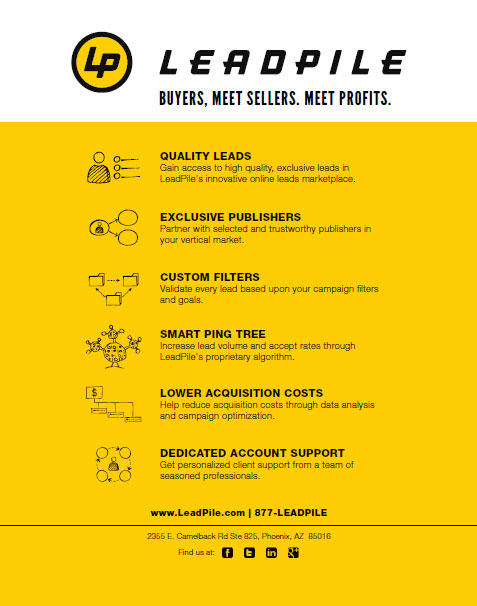 LP
LEADPILE
BUYERS, MEET SELLERS. MEET PROFITS.
QUALITY LEADS
Gain access to high quality, exclusive leads in
LeadPile's innovative online leads marketplace.
EXCLUSIVE PUBLISHERS
Partner with selected and trustworthy publishers in
your vertical market.
CUSTOM FILTERS
Validate every lead based upon your campaign filters
and goals.
SMART PING TREE
Increase lead volume and accept rates through
LeadPile's proprietary algorithm.
$
LOWER ACQUISITION COSTS
Help reduce acquisition costs through data analysis
and campaign optimization.
DEDICATED ACCOUNT SUPPORT
Get personalized client support from a team of
seasoned professionals.
www.LeadPile.com | 877-LEADPILE
2355 E. Camelback Rd Ste 825, Phoenix, AZ 85016
Find us at: